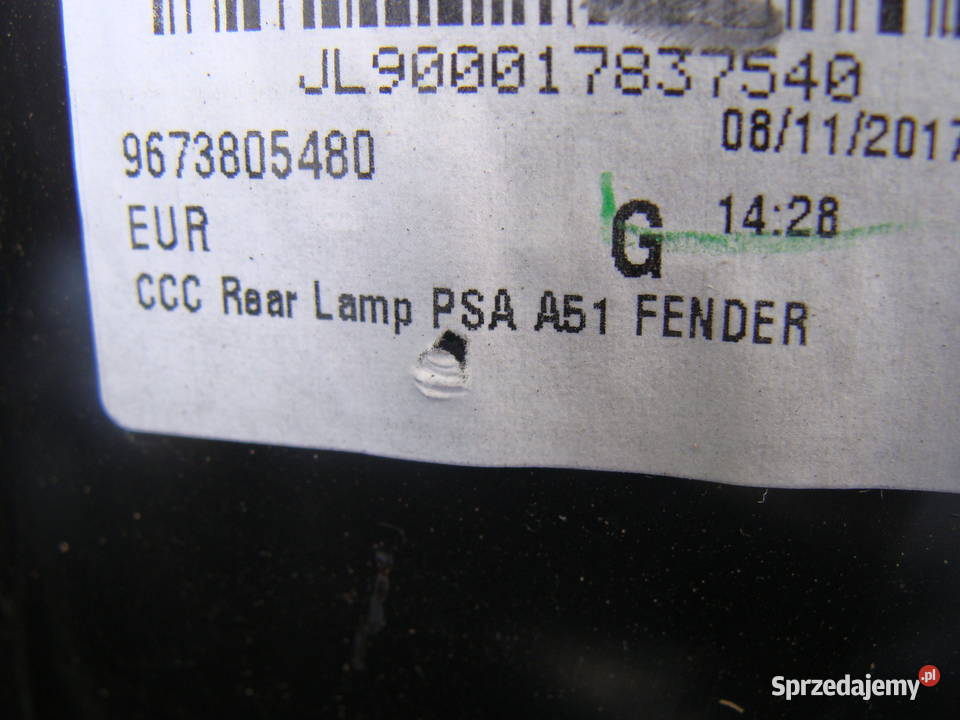 JL900017837540
9673805480
08/11/2017
EUR
G
14:28
CCC Rear Lamp PSA A51 FENDER
Sprzedajemy.pl